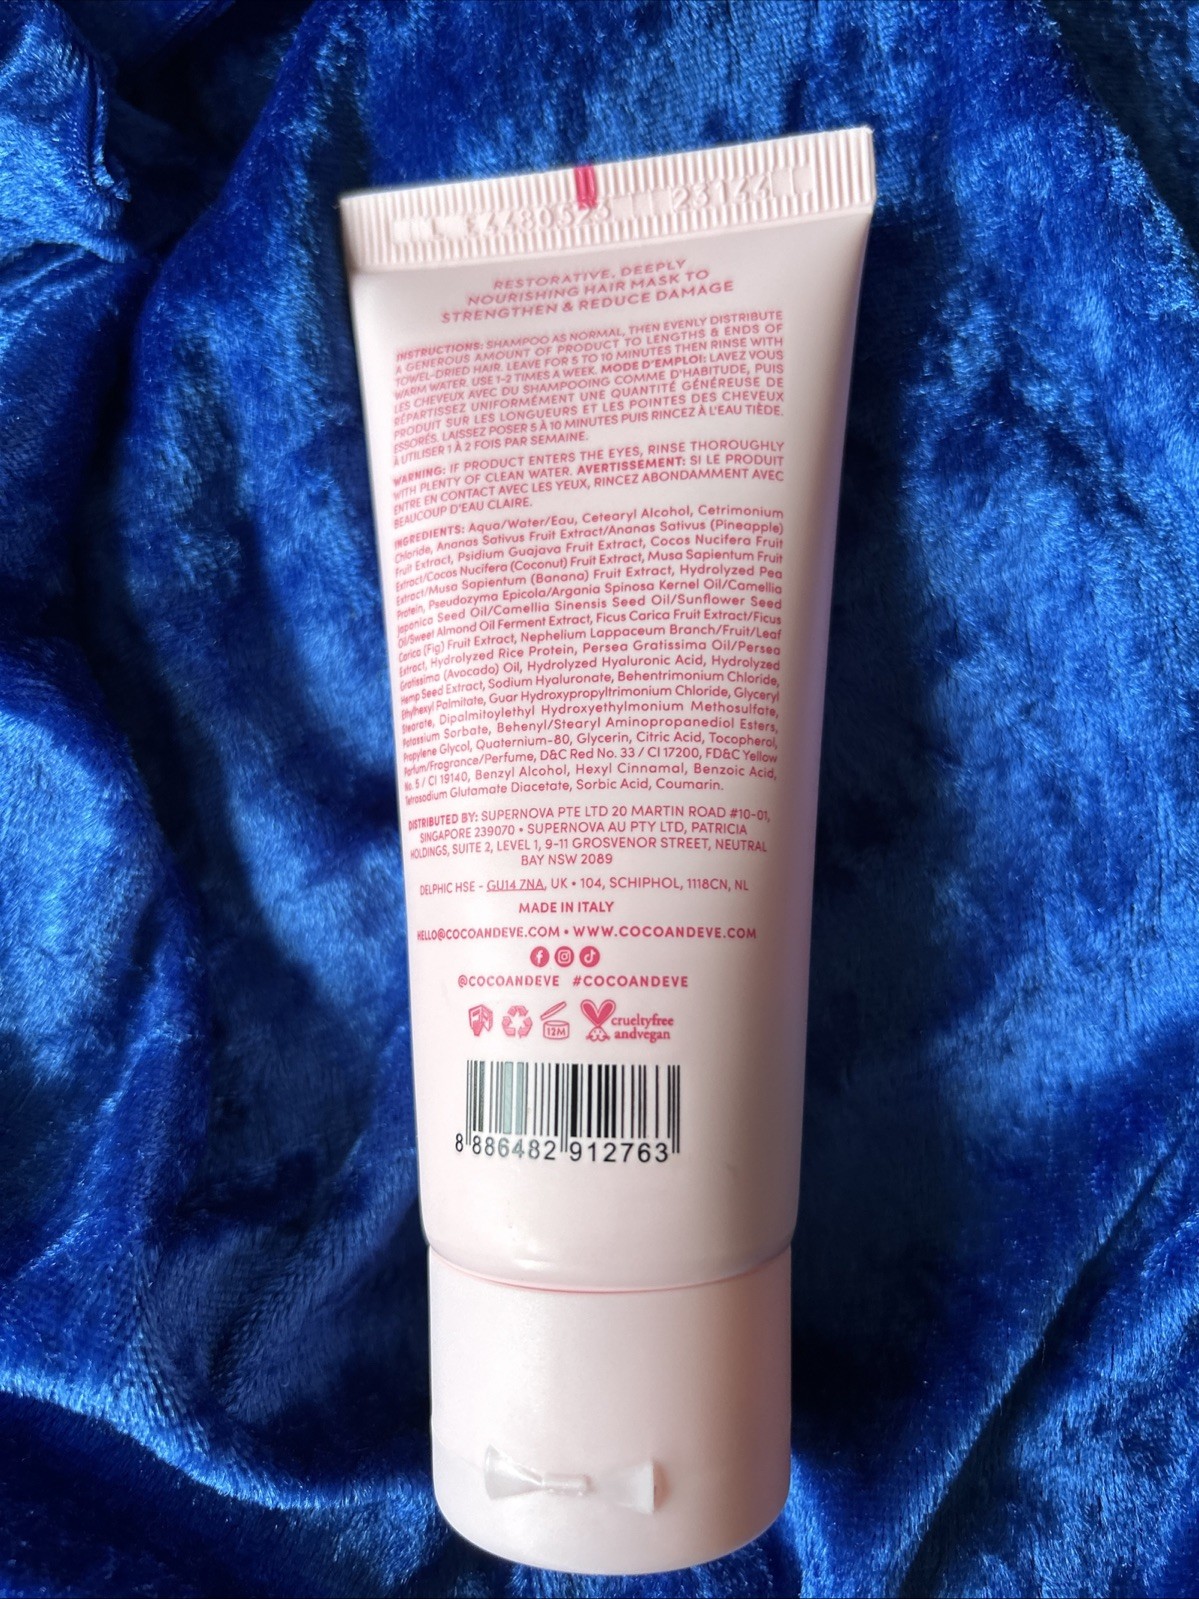 23144
RESTORATIVE, DEEPLY
NOURISHING HAIR MASK TO
STRENGTHEN & REDUCE DAMAGE
INSTRUCTIONS: SHAMPOO AS NORMAL, THEN EVENLY DISTRIBUTE
A GENEROUS AMOUNT OF PRODUCT TO LENGTHS & ENDS OF
TOWEL-DRIED HAIR. LEAVE FOR 5 TO 10 MINUTES THEN RINSE WITH
WARM WATER. USE 1-2 TIMES A WEEK. MODE D'EMPLOI: LAVEZ VOUS
LES CHEVEUX AVEC DU SHAMPOOING COMME D'HABITUDE, PUIS
RÉPARTISSEZ UNIFORMÉMENT UNE QUANTITÉ GÉNÉREUSE DE
PRODUIT SUR LES LONGUEURS ET LES POINTES DES CHEVEUX
ESSORÉS. LAISSEZ POSER 5 À 10 MINUTES PUIS RINCEZ À L'EAU TIÈDE.
À UTILISER 1 À 2 FOIS PAR SEMAINE.
WARNING: IF PRODUCT ENTERS THE EYES, RINSE THOROUGHLY
WITH PLENTY OF CLEAN WATER. AVERTISSEMENT: SI LE PRODUIT
ENTRE EN CONTACT AVEC LES YEUX, RINCEZ ABONDAMMENT AVEC
BEAUCOUP D'EAU CLAIRE.
INGREDIENTS: Aqua/Water/Eau, Cetearyl Alcohol, Cetrimonium
Chloride, Ananas Sativus Fruit Extract/Ananas Sativus (Pineapple)
Fruit Extract, Psidium Guajava Fruit Extract, Cocos Nucifera Fruit
Extract/Cocos Nucifera (Coconut) Fruit Extract, Musa Sapientum Fruit
Extract/Musa Sapientum (Banana) Fruit Extract, Hydrolyzed Pea
Protein, Pseudozyma Epicola/Argania Spinosa Kernel Oil/Camellia
Japonica Seed Oil/Camellia Sinensis Seed Oil/Sunflower Seed
Oil/Sweet Almond Oil Ferment Extract, Ficus Carica Fruit Extract/Ficus
Carica (Fig) Fruit Extract, Nephelium Lappaceum Branch/Fruit/Leaf
Extract, Hydrolyzed Rice Protein, Persea Gratissima Oil/Persea
Gratissima (Avocado) Oil, Hydrolyzed Hyaluronic Acid, Hydrolyzed
Hemp Seed Extract, Sodium Hyaluronate, Behentrimonium Chloride,
Ethylhexyl Palmitate, Guar Hydroxypropyltrimonium Chloride, Glyceryl
Stearate, Dipalmitoylethyl Hydroxyethylmonium Methosulfate,
Potassium Sorbate, Behenyl/Stearyl Aminopropanediol Esters,
Propylene Glycol, Quaternium-80, Glycerin, Citric Acid, Tocopherol,
Parfum/Fragrance/Perfume, D&C Red No. 33 / CI 17200, FD&C Yellow
No. 5 / CI 19140, Benzyl Alcohol, Hexyl Cinnamal, Benzoic Acid,
Tetrasodium Glutamate Diacetate, Sorbic Acid, Coumarin.
DISTRIBUTED BY: SUPERNOVA PTE LTD 20 MARTIN ROAD #10-01,
SINGAPORE 239070 • SUPERNOVA AU PTY LTD, PATRICIA
HOLDINGS, SUITE 2, LEVEL 1, 9-11 GROSVENOR STREET, NEUTRAL
BAY NSW 2089
DELPHIC HSE - GU14 7NA, UK • 104, SCHIPHOL, 1118CN, NL
MADE IN ITALY
HELLO@COCOANDEVE.COM • WWW.COCOANDEVE.COM
@COCOANDEVE #COCOANDEVE
12M
crueltyfree
andvegan
8 886482 912763